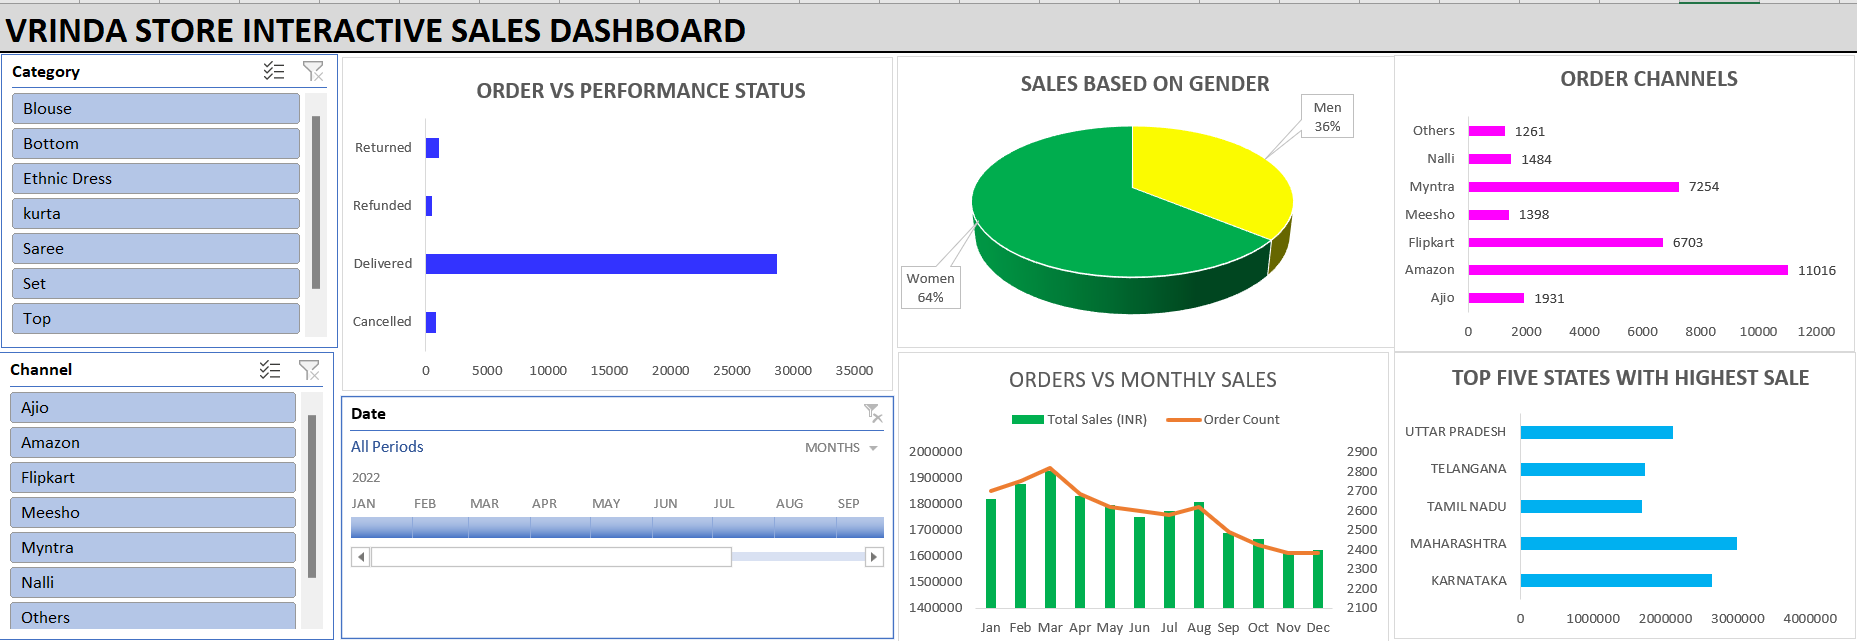 VRINDA STORE INTERACTIVE SALES DASHBOARD
Category
Blouse
Bottom
Ethnic Dress
kurta
Saree
Set
Top
Channel
Ajio
Amazon
Flipkart
Meesho
Myntra
Nalli
Others
ORDER VS PERFORMANCE STATUS
Returned
Refunded
Delivered
Cancelled
0 5000 10000 15000 20000 25000 30000 35000
Date
All Periods
MONTHS
2022
JAN FEB MAR APR MAY JUN JUL AUG SEP
SALES BASED ON GENDER
Men
36%
Women
64%
ORDERS VS MONTHLY SALES
Total Sales (INR) Order Count
2000000 2900
1900000 2800
1800000 2700
1700000 2600
1600000 2500
1500000 2400
1400000 2300
2200
2100
Jan Feb Mar Apr May Jun Jul Aug Sep Oct Nov Dec
ORDER CHANNELS
Others 1261
Nalli 1484
Myntra 7254
Meesho 1398
Flipkart 6703
Amazon 11016
Ajio 1931
0 2000 4000 6000 8000 10000 12000
TOP FIVE STATES WITH HIGHEST SALE
UTTAR PRADESH
TELANGANA
TAMIL NADU
MAHARASHTRA
KARNATAKA
0 1000000 2000000 3000000 4000000